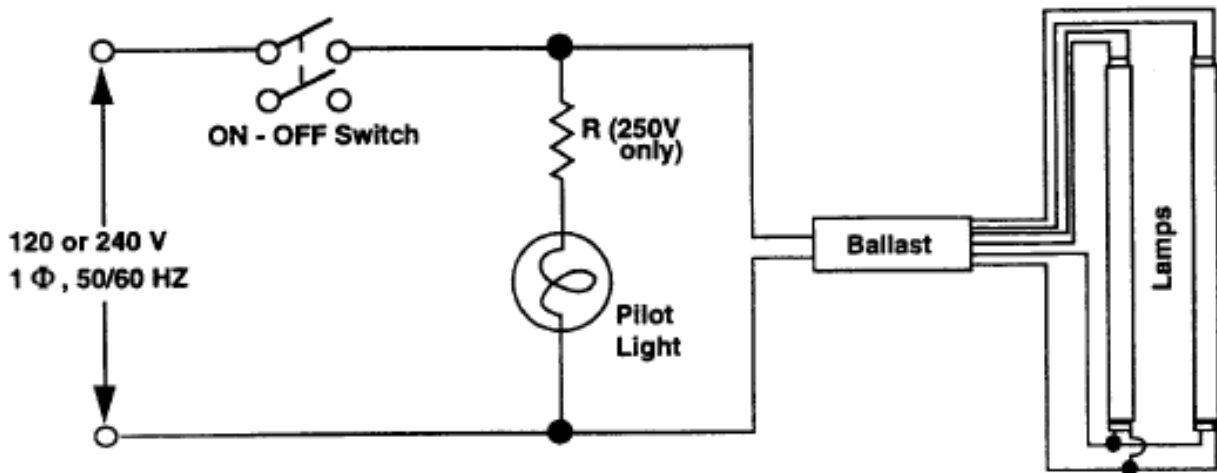 ON - OFF Switch
R (250V
only)
120 or 240 V
1 Φ , 50/60 HZ
Ballast
Lamps
Pilot
Light